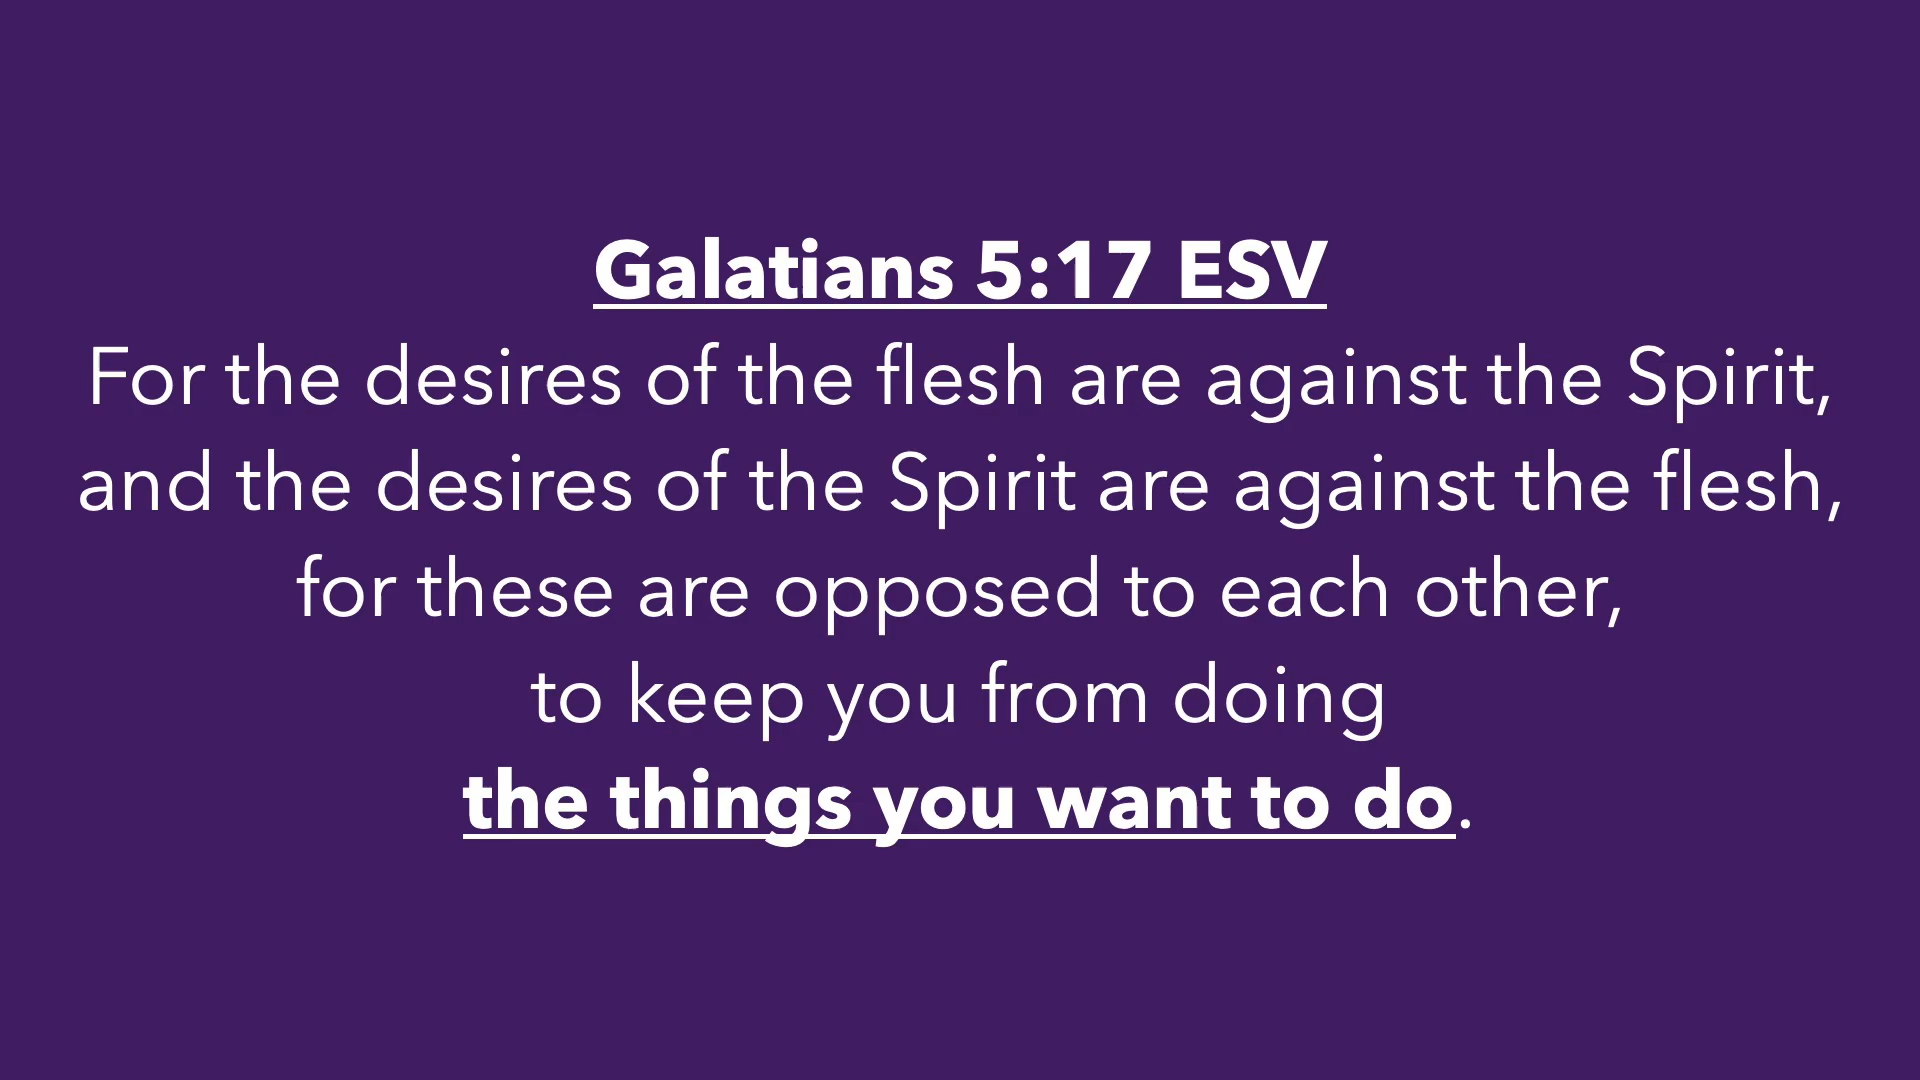 Galatians 5:17 ESV
For the desires of the flesh are against the Spirit,
and the desires of the Spirit are against the flesh,
for these are opposed to each other,
to keep you from doing
the things you want to do.